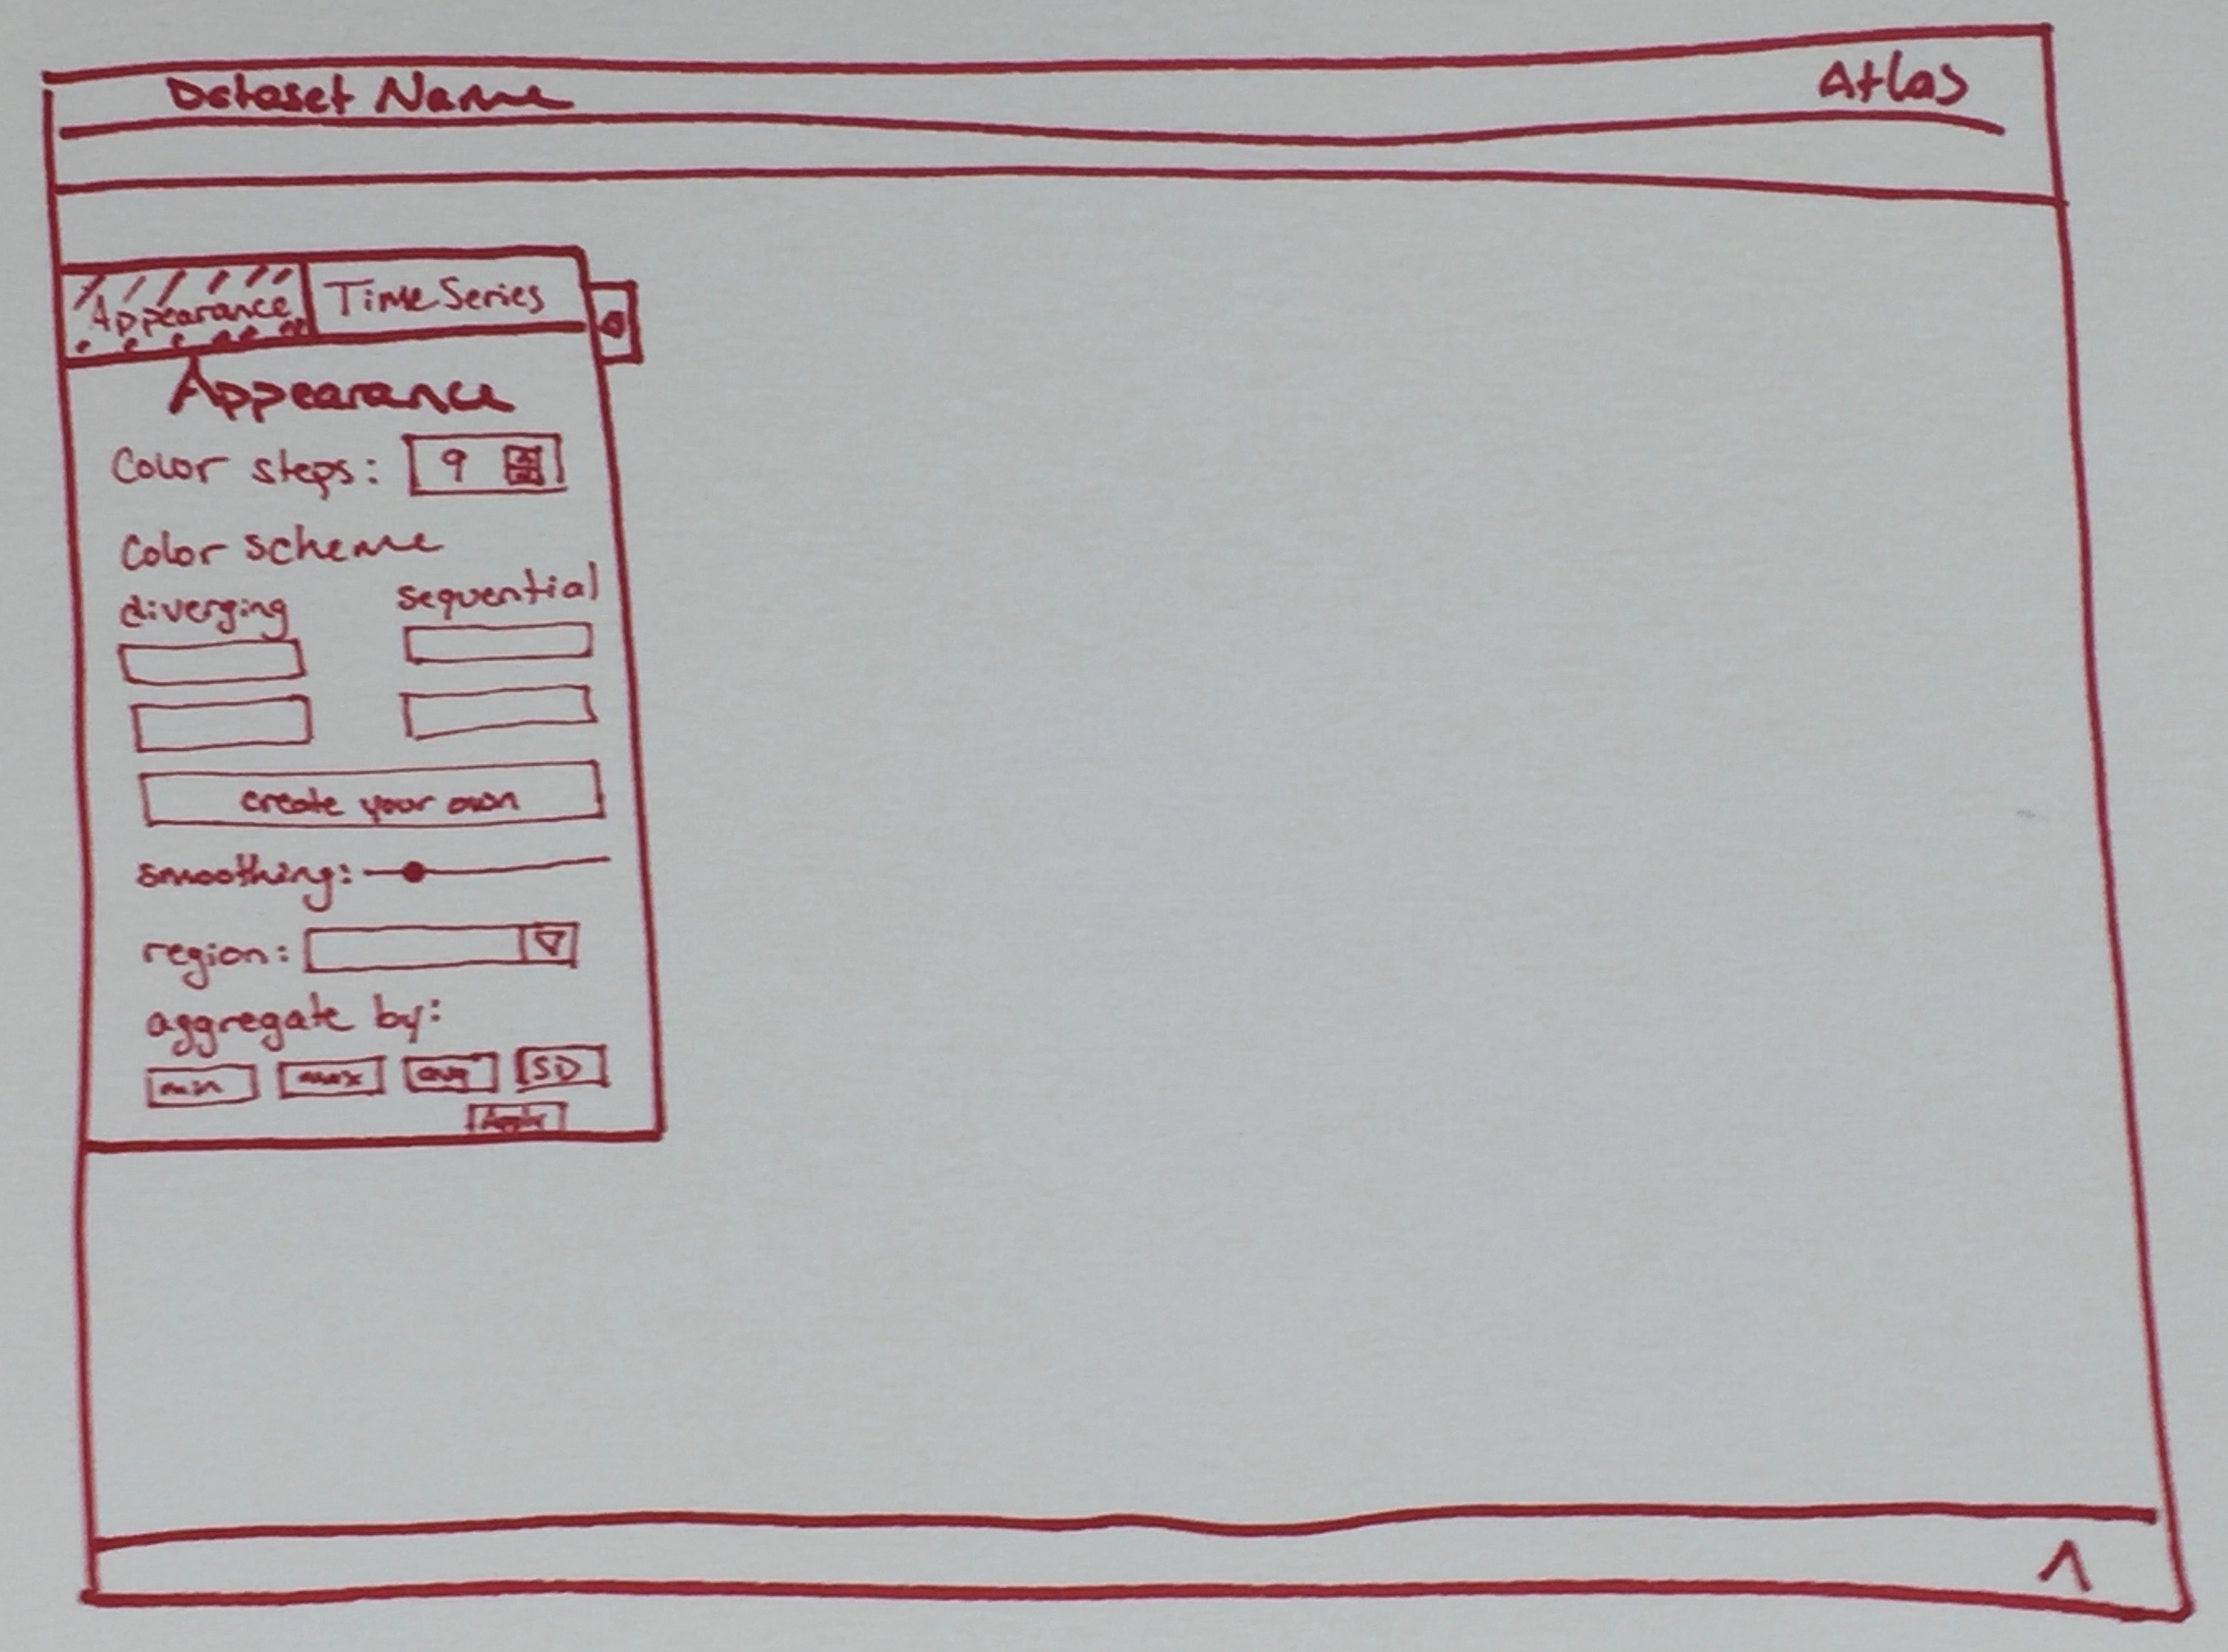 Dataset Name Atlas
Appearance Time Series
Appearance
Color steps: 9
Color scheme
diverging sequential
create your own
smoothing:
region:
aggregate by:
min max avg SD
Apply